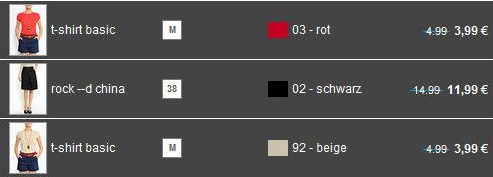 t-shirt basic M 03 - rot 4.99 3,99 €
rock --d china 38 02 - schwarz 14.99 11,99 €
t-shirt basic M 92 - beige 4.99 3,99 €